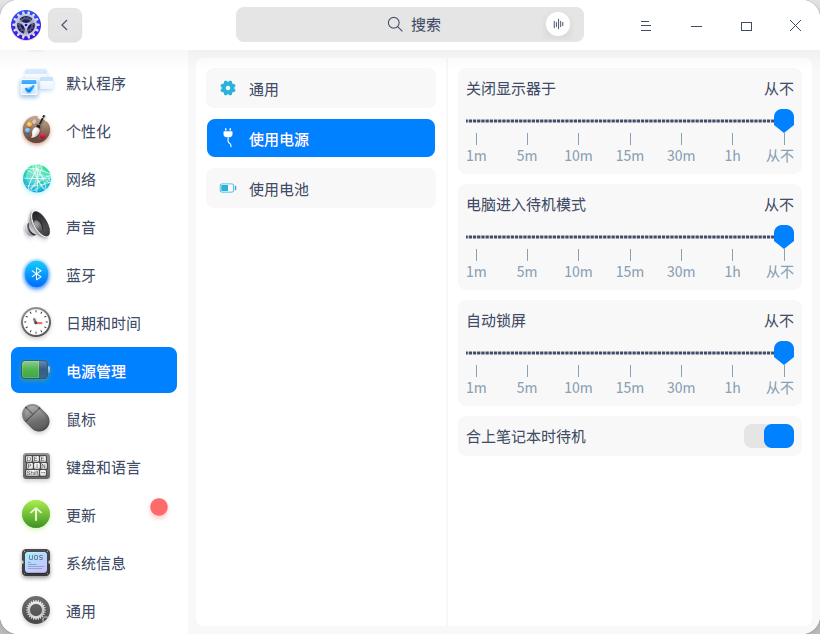 搜索
默认程序
个性化
网络
声音
蓝牙
日期和时间
电源管理
鼠标
键盘和语言
更新
系统信息
通用
通用
使用电源
使用电池
关闭显示器于 从不
1m 5m 10m 15m 30m 1h 从不
电脑进入待机模式 从不
1m 5m 10m 15m 30m 1h 从不
自动锁屏 从不
1m 5m 10m 15m 30m 1h 从不
合上笔记本时待机